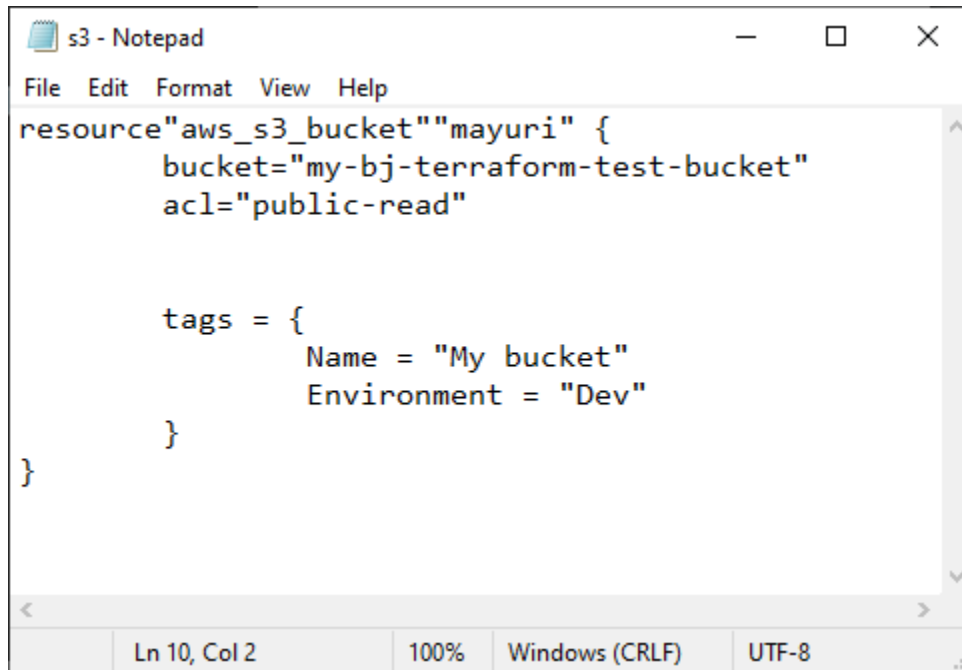 s3 - Notepad
File Edit Format View Help
resource"aws_s3_bucket""mayuri" {
bucket="my-bj-terraform-test-bucket"
acl="public-read"
tags = {
Name = "My bucket"
Environment = "Dev"
}
}
Ln 10, Col 2 100% Windows (CRLF) UTF-8